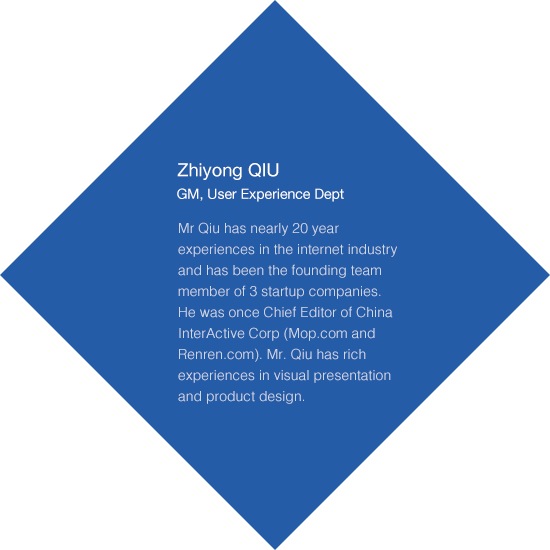 Zhiyong QIU
GM, User Experience Dept
Mr Qiu has nearly 20 year
experiences in the internet industry
and has been the founding team
member of 3 startup companies.
He was once Chief Editor of China
InterActive Corp (Mop.com and
Renren.com). Mr. Qiu has rich
experiences in visual presentation
and product design.